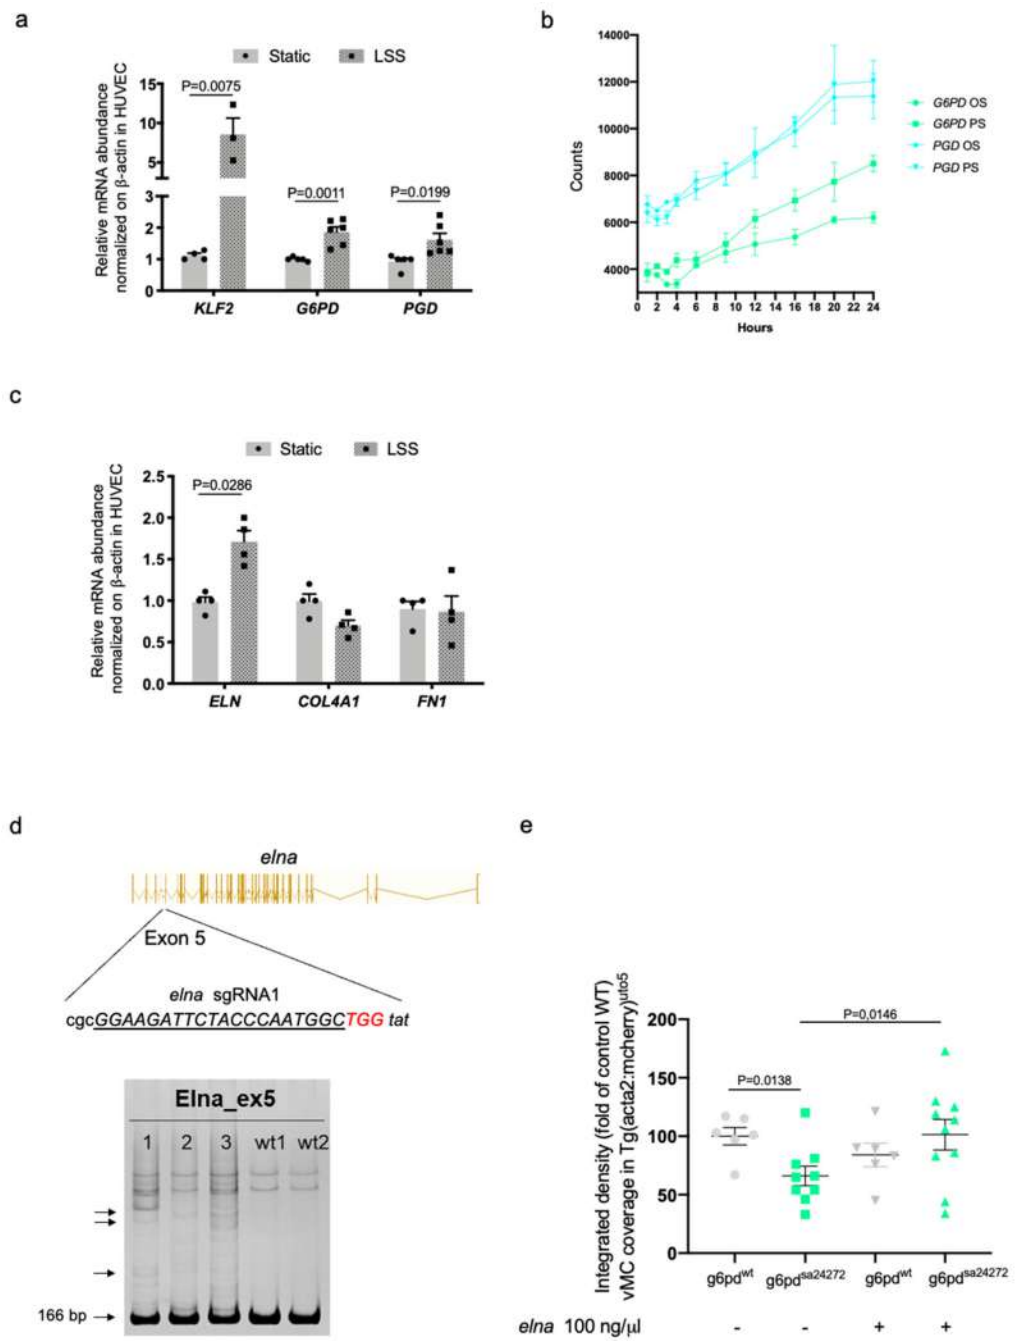 a
Static LSS
Relative mRNA abundance
normalized on β-actin in HUVEC
15
10
5
3
2
1
0
P=0.0075
P=0.0011
P=0.0199
KLF2 G6PD PGD
b
Counts
14000
12000
10000
8000
6000
4000
0 1 2 3 4 6 8 10 12 14 16 18 20 22 24
Hours
G6PD OS
G6PD PS
PGD OS
PGD PS
c
Static LSS
Relative mRNA abundance
normalized on β-actin in HUVEC
2.5
2.0
1.5
1.0
0.5
0.0
P=0.0286
ELN COL4A1 FN1
d
elna
Exon 5
elna sgRNA1
cgcGGAAGATTCTACCCAATGGCTGG tat
Elna_ex5
1 2 3 wt1 wt2
166 bp
e
Integrated density (fold of control WT)
vMC coverage in Tg(acta2:mcherry)uto5
200
150
100
50
0
P=0.0138
P=0,0146
g6pdwt g6pdsa24272 g6pdwt g6pdsa24272
elna 100 ng/µl - - + +